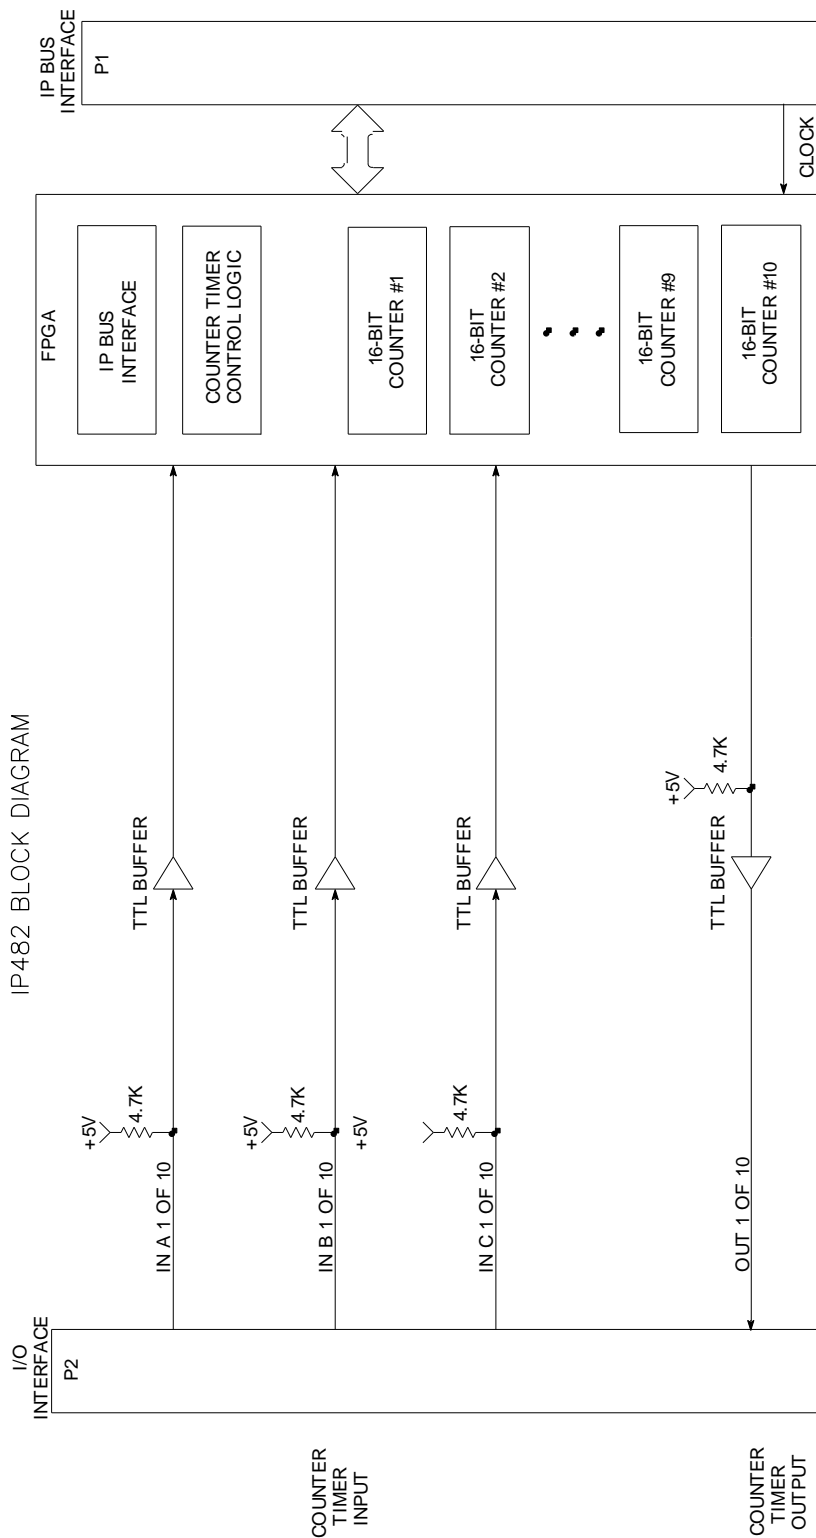 IP482 BLOCK DIAGRAM
I/O
INTERFACE
P2
COUNTER
TIMER
INPUT
COUNTER
TIMER
OUTPUT
IN A 1 OF 10
+5V
4.7K
TTL BUFFER
IN B 1 OF 10
+5V
4.7K
TTL BUFFER
IN C 1 OF 10
+5V
4.7K
TTL BUFFER
OUT 1 OF 10
TTL BUFFER
+5V
4.7K
FPGA
IP BUS
INTERFACE
COUNTER TIMER
CONTROL LOGIC
16-BIT
COUNTER #1
16-BIT
COUNTER #2
16-BIT
COUNTER #9
16-BIT
COUNTER #10
IP BUS
INTERFACE
P1
CLOCK